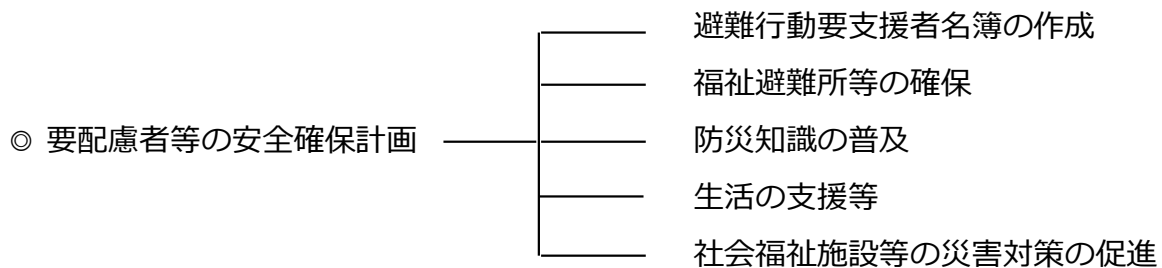 避難行動要支援者名簿の作成
福祉避難所等の確保
◎ 要配慮者等の安全確保計画
防災知識の普及
生活の支援等
社会福祉施設等の災害対策の促進